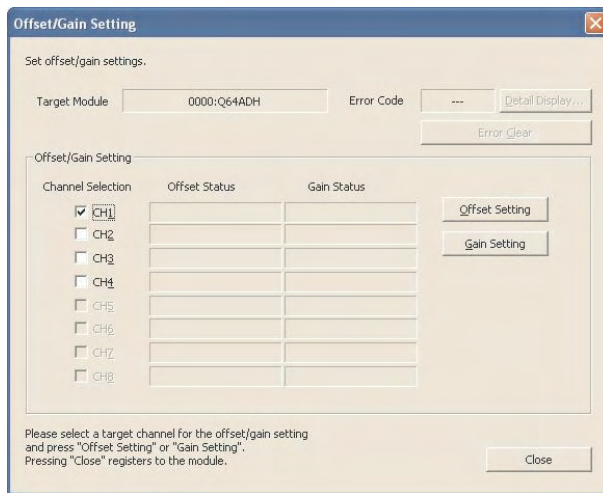 Offset/Gain Setting
Set offset/gain settings.
Target Module 0000:Q64ADH Error Code --- Detail Display...
Error Clear
Offset/Gain Setting
Channel Selection Offset Status Gain Status
CH1 Offset Setting
CH2
Gain Setting
CH3
CH4
CH5
CH6
CH7
CH8
Please select a target channel for the offset/gain setting
and press "Offset Setting" or "Gain Setting".
Pressing "Close" registers to the module.
Close